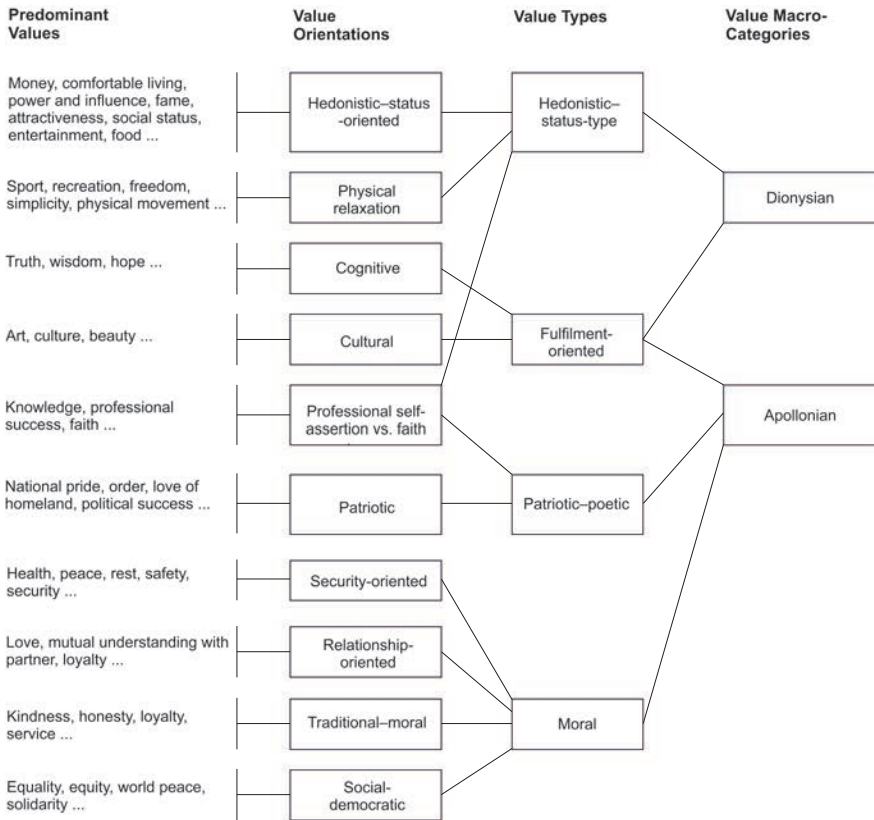 Predominant
Values
Value
Orientations
Value Types
Value Macro-
Categories
Money, comfortable living,
power and influence, fame,
attractiveness, social status,
entertainment, food ...
Hedonistic–status
-oriented
Hedonistic–
status-type
Sport, recreation, freedom,
simplicity, physical movement ...
Physical
relaxation
Dionysian
Truth, wisdom, hope ...
Cognitive
Art, culture, beauty ...
Cultural
Fulfilment-
oriented
Knowledge, professional
success, faith ...
Professional self-
assertion vs. faith
Apollonian
National pride, order, love of
homeland, political success ...
Patriotic
Patriotic–poetic
Health, peace, rest, safety,
security ...
Security-oriented
Love, mutual understanding with
partner, loyalty ...
Relationship-
oriented
Kindness, honesty, loyalty,
service ...
Traditional–moral
Moral
Equality, equity, world peace,
solidarity ...
Social-
democratic